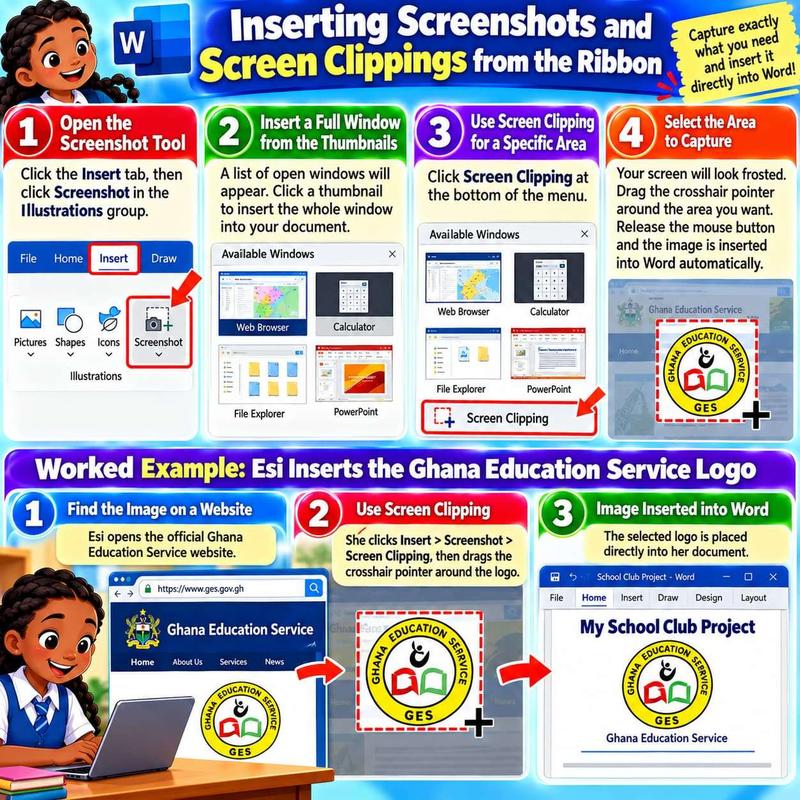 W
Inserting Screenshots and
Screen Clippings from the Ribbon
Capture exactly
what you need
and insert it
directly into Word!
1 Open the
Screenshot Tool
Click the Insert tab, then
click Screenshot in the
Illustrations group.
File Home Insert Draw
Pictures Shapes Icons Screenshot
Illustrations
2 Insert a Full Window
from the Thumbnails
A list of open windows will
appear. Click a thumbnail
to insert the whole window
into your document.
Available Windows
Web Browser Calculator
File Explorer PowerPoint
3 Use Screen Clipping
for a Specific Area
Click Screen Clipping at
the bottom of the menu.
Available Windows
Web Browser Calculator
File Explorer PowerPoint
Screen Clipping
4 Select the Area
to Capture
Your screen will look frosted.
Drag the crosshair pointer
around the area you want.
Release the mouse button
and the image is inserted
into Word automatically.
Ghana Education Service
Home
GHANA EDUCATION SERRVICE
GES
Worked Example: Esi Inserts the Ghana Education Service Logo
1 Find the Image on a Website
Esi opens the official Ghana
Education Service website.
https://www.ges.gov.gh
Ghana Education Service
Home About Us Services News
GHANA EDUCATION SERRVICE
GES
2 Use Screen Clipping
She clicks Insert > Screenshot >
Screen Clipping, then drags the
crosshair pointer around the logo.
GHANA EDUCATION SERRVICE
GES
3 Image Inserted into Word
The selected logo is placed
directly into her document.
School Club Project - Word
File Home Insert Draw Design Layout
My School Club Project
GHANA EDUCATION SERRVICE
GES
Ghana Education Service